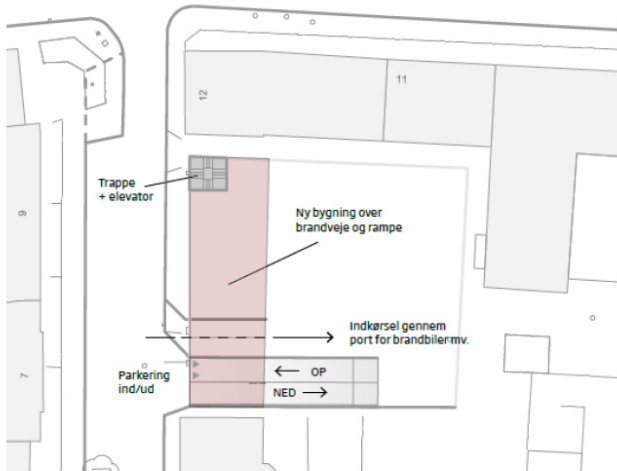 12
11
Trappe
+ elevator
9
Ny bygning over
brandveje og rampe
Indkørsel gennem
port for brandbiler mv.
7
Parkering
ind/ud
OP
NED